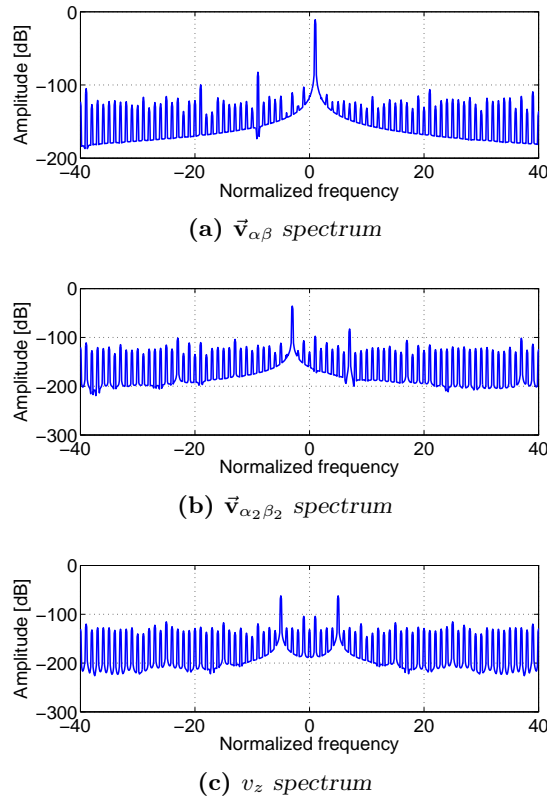 0
−100
−200
Amplitude [dB]
−40 −20 0 20 40
Normalized frequency
(a) v⃗αβ spectrum
0
−100
−200
−300
Amplitude [dB]
−40 −20 0 20 40
Normalized frequency
(b) v⃗α₂β₂ spectrum
0
−100
−200
−300
Amplitude [dB]
−40 −20 0 20 40
Normalized frequency
(c) vz spectrum